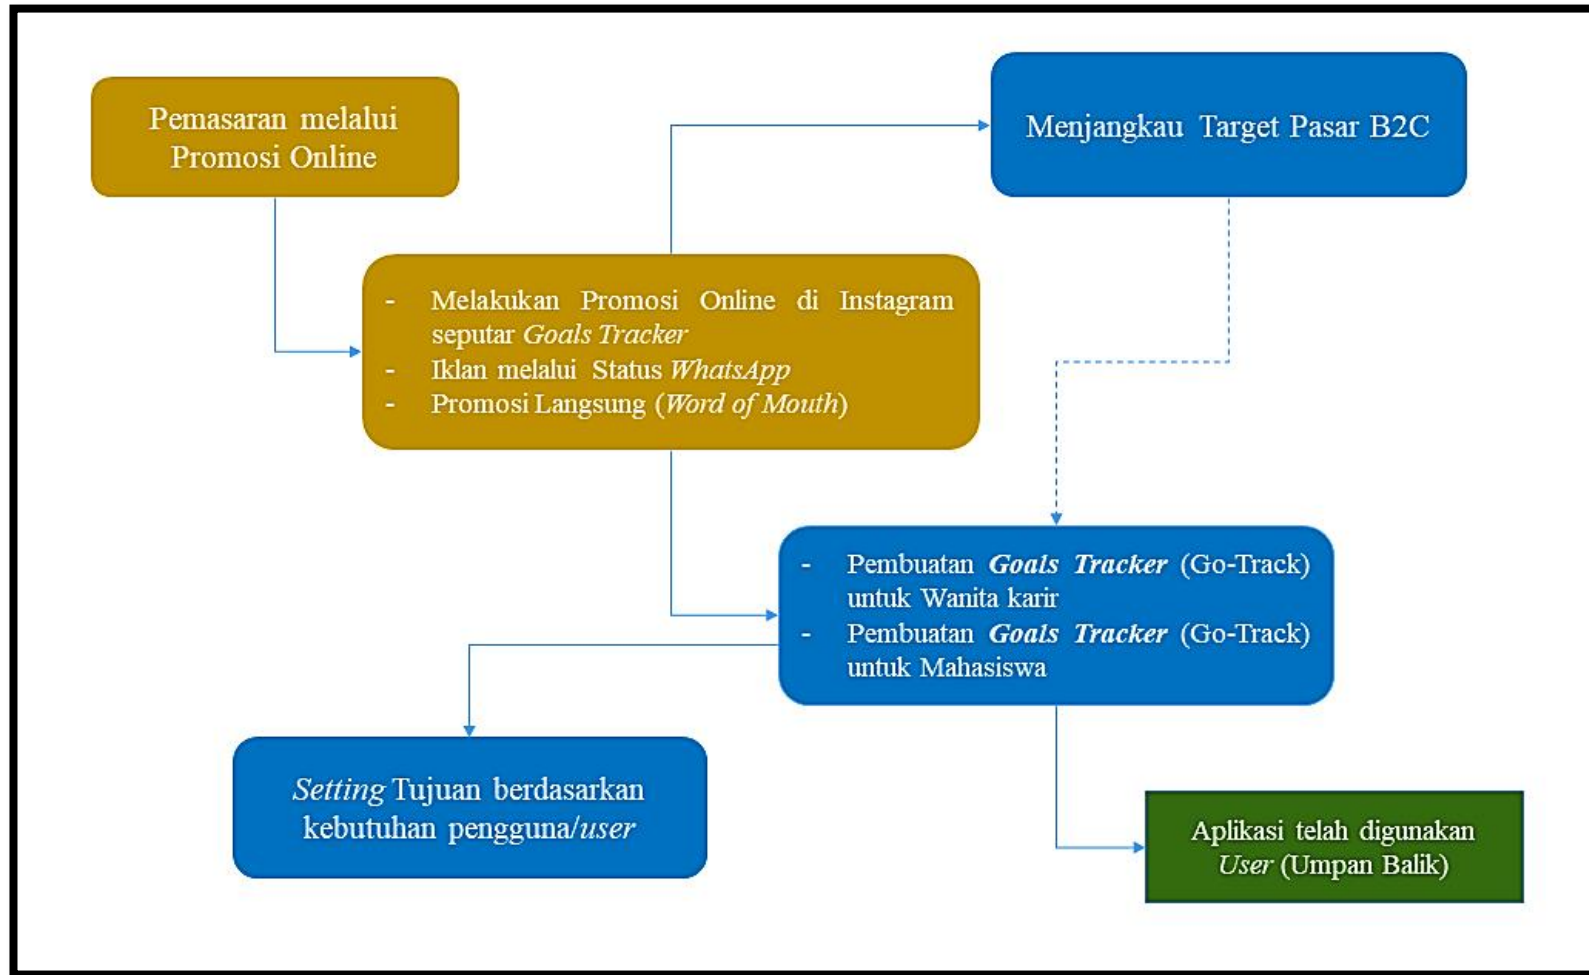 Pemasaran melalui
Promosi Online
Menjangkau Target Pasar B2C
- Melakukan Promosi Online di Instagram
seputar Goals Tracker
- Iklan melalui Status WhatsApp
- Promosi Langsung (Word of Mouth)
- Pembuatan Goals Tracker (Go-Track)
untuk Wanita karir
- Pembuatan Goals Tracker (Go-Track)
untuk Mahasiswa
Setting Tujuan berdasarkan
kebutuhan pengguna/user
Aplikasi telah digunakan
User (Umpan Balik)